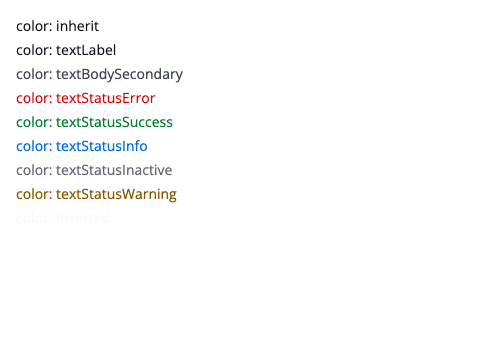 color: inherit
color: textLabel
color: textBodySecondary
color: textStatusError
color: textStatusSuccess
color: textStatusInfo
color: textStatusInactive
color: textStatusWarning
color: inverted